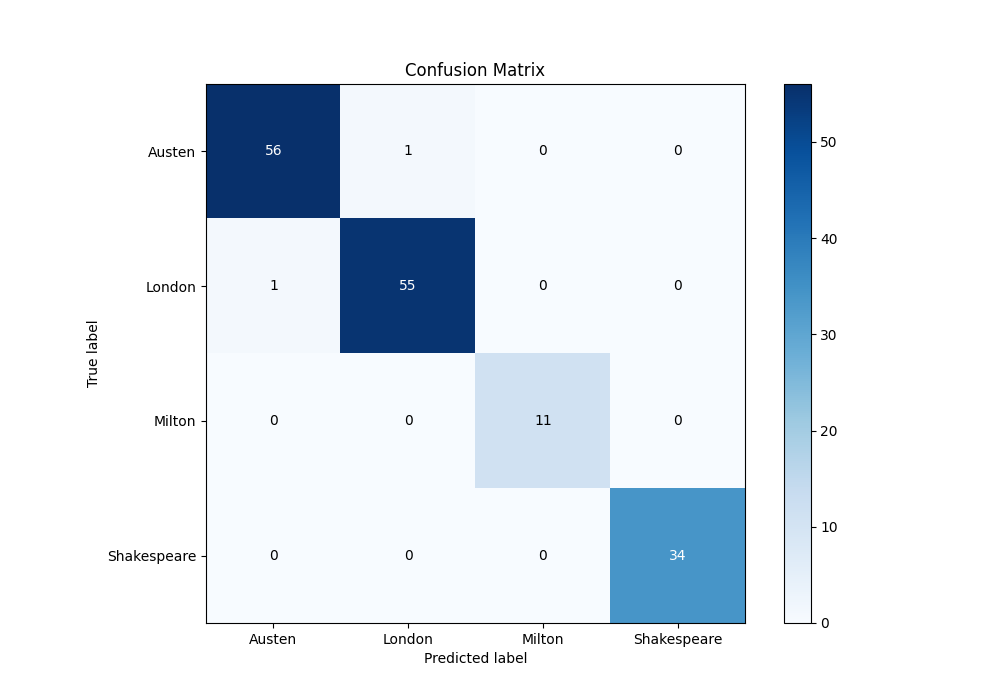 Confusion Matrix
Austen 56 1 0 0
London 1 55 0 0
Milton 0 0 11 0
Shakespeare 0 0 0 34
Austen London Milton Shakespeare
Predicted label
True label
50
40
30
20
10
0